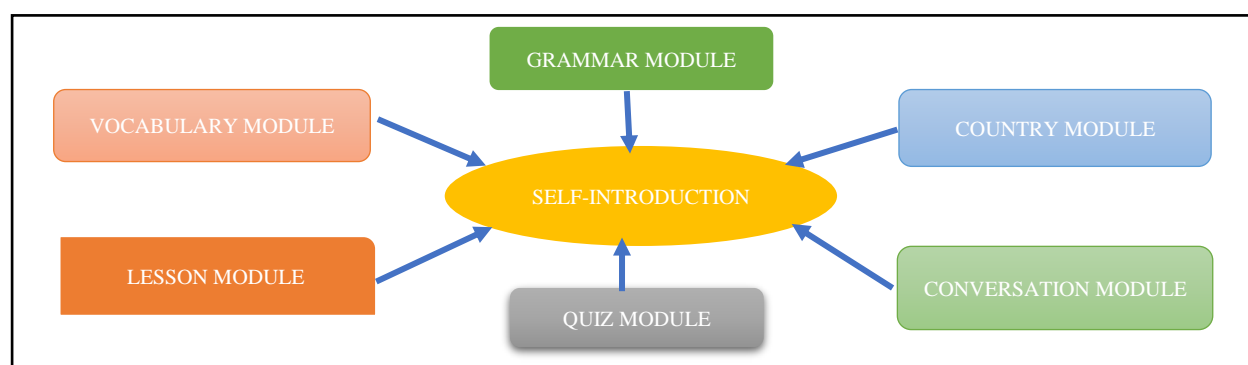 GRAMMAR MODULE
VOCABULARY MODULE
COUNTRY MODULE
SELF-INTRODUCTION
LESSON MODULE
CONVERSATION MODULE
QUIZ MODULE